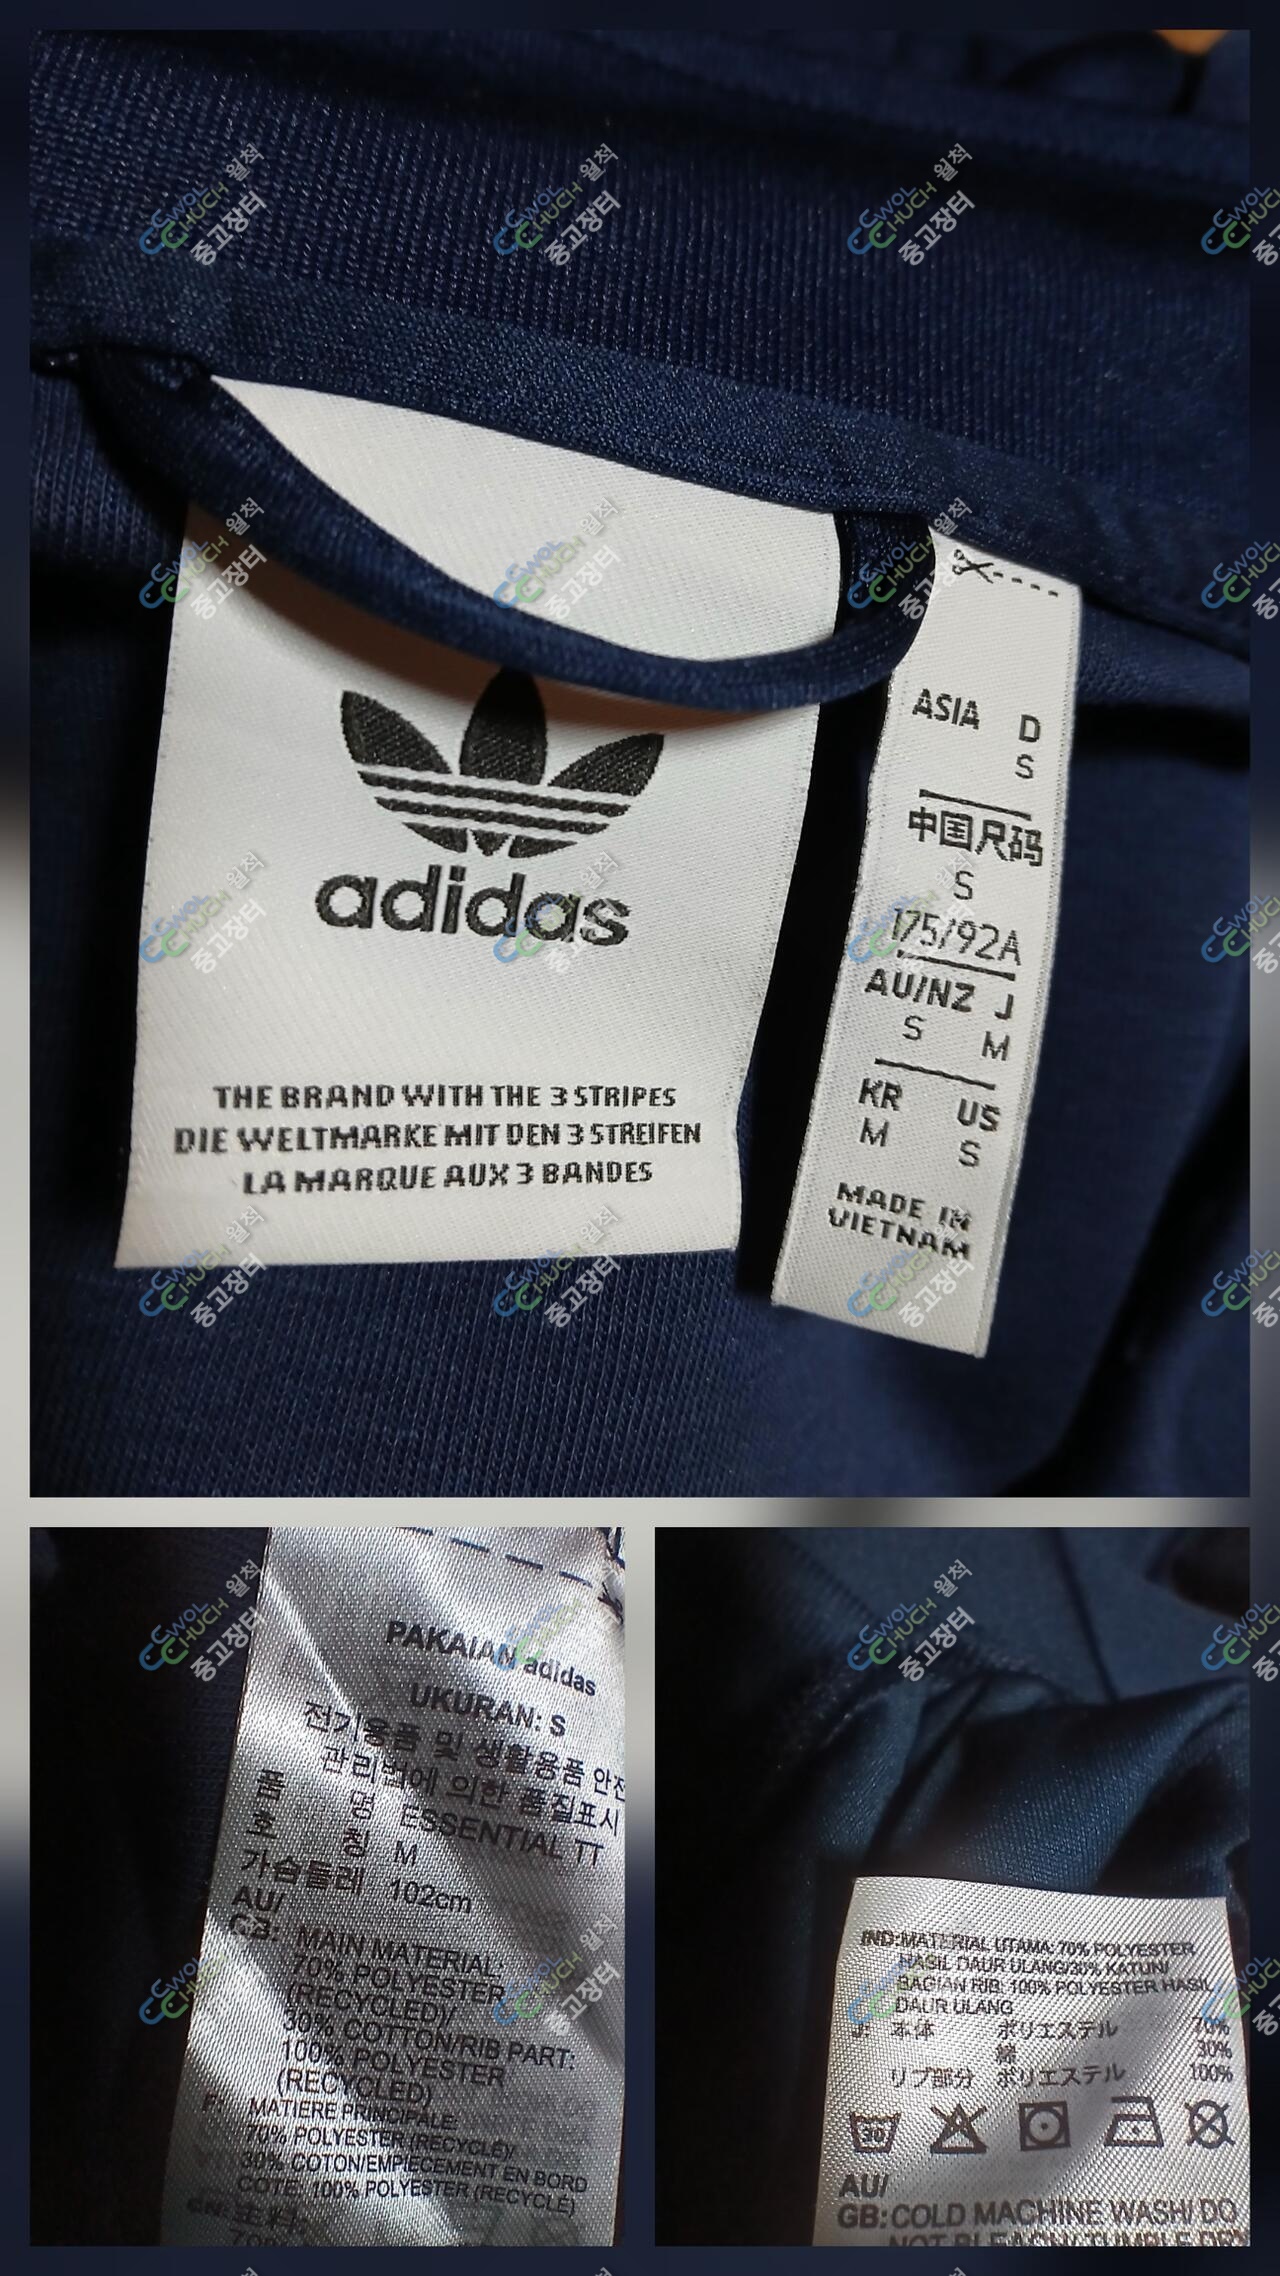 adidas
THE BRAND WITH THE 3 STRIPES
DIE WELTMARKE MIT DEN 3 STREIFEN
LA MARQUE AUX 3 BANDES
ASIA D
S
中国尺码
S
175/92A
AU/NZ J
S M
KR US
M S
MADE IN
VIETNAM
PAKAIAN adidas
UKURAN: S
전기용품 및 생활용품 안전
관리법에 의한 품질표시
품 명 ESSENTIAL TT
호 칭 M
가슴둘레 102cm
AU/
GB: MAIN MATERIAL:
70% POLYESTER
(RECYCLED)/
30% COTTON/RIB PART:
100% POLYESTER
(RECYCLED)
F: MATIERE PRINCIPALE:
70% POLYESTER (RECYCLÉ)/
30% COTON/EMPIECEMENT EN BORD
COTE: 100% POLYESTER (RECYCLÉ)
IND: MATERIAL UTAMA: 70% POLYESTER
HASIL DAUR ULANG/30% KATUN/
BAGIAN RIB: 100% POLYESTER HASIL
DAUR ULANG
J: 本体 ポリエステル 70%
綿 30%
リブ部分 ポリエステル 100%
30
AU/
GB: COLD MACHINE WASH/ DO
NOT BLEACH/ TUMBLE DRY
CWOL
CHUCH 월척
중고장터